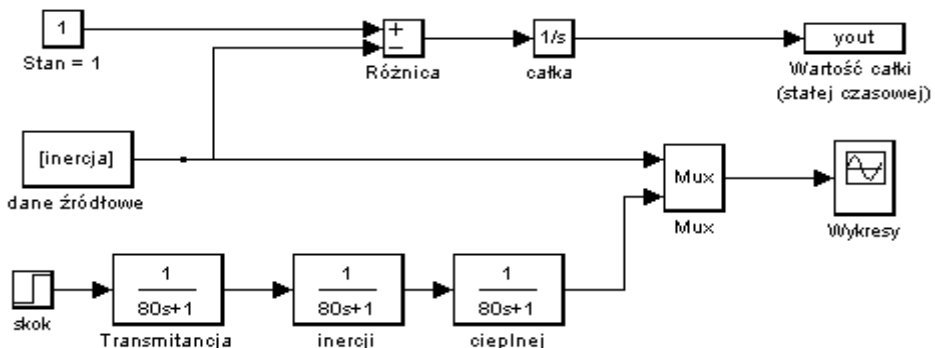 1
Stan = 1
+
−
Różnica
1/s
całka
yout
Wartość całki
(stałej czasowej)
[inercja]
dane źródłowe
Mux
Mux
Wykresy
skok
1
80s+1
Transmitancja
1
80s+1
inercji
1
80s+1
cieplnej